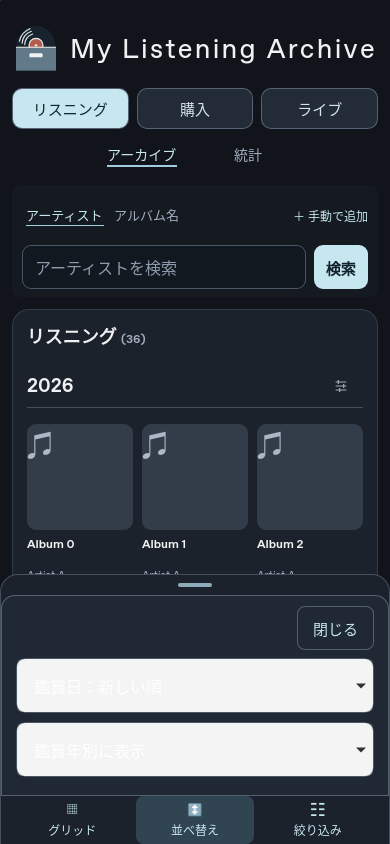 My Listening Archive
リスニング 購入 ライブ
アーカイブ 統計
アーティスト アルバム名 ＋ 手動で追加
アーティストを検索 検索
リスニング (36)
2026
Album 0 Album 1 Album 2
Artist A Artist A Artist A
閉じる
鑑賞日：新しい順
鑑賞年別に表示
グリッド 並べ替え 絞り込み